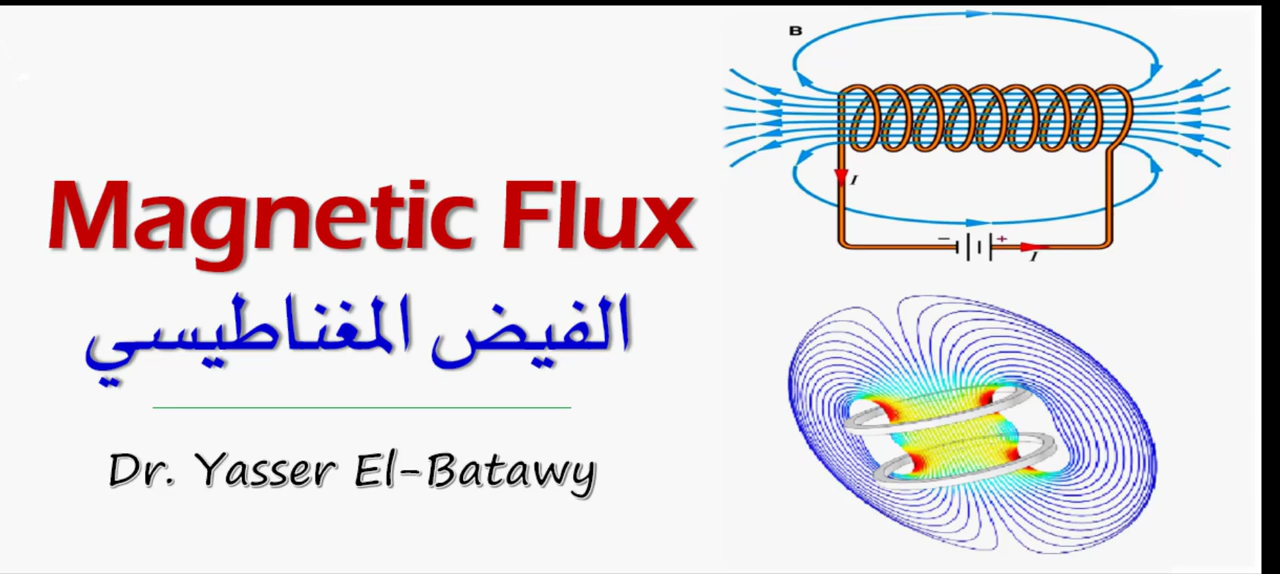 Magnetic Flux
الفيض المغناطيسي
Dr. Yasser El-Batawy
B
I
− +
I